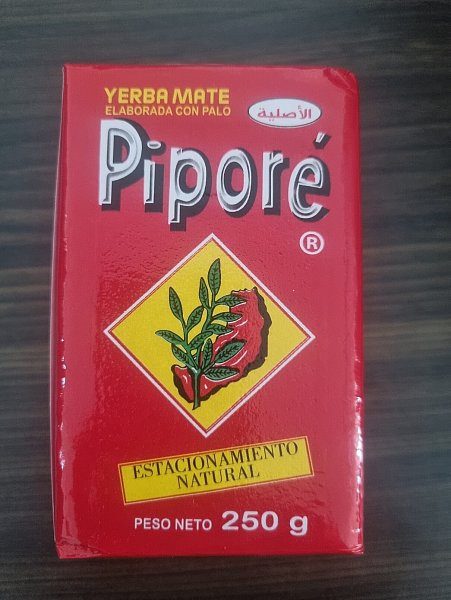 YERBA MATE
ELABORADA CON PALO
الأصلية
Piporé
®
ESTACIONAMIENTO
NATURAL
PESO NETO 250 g